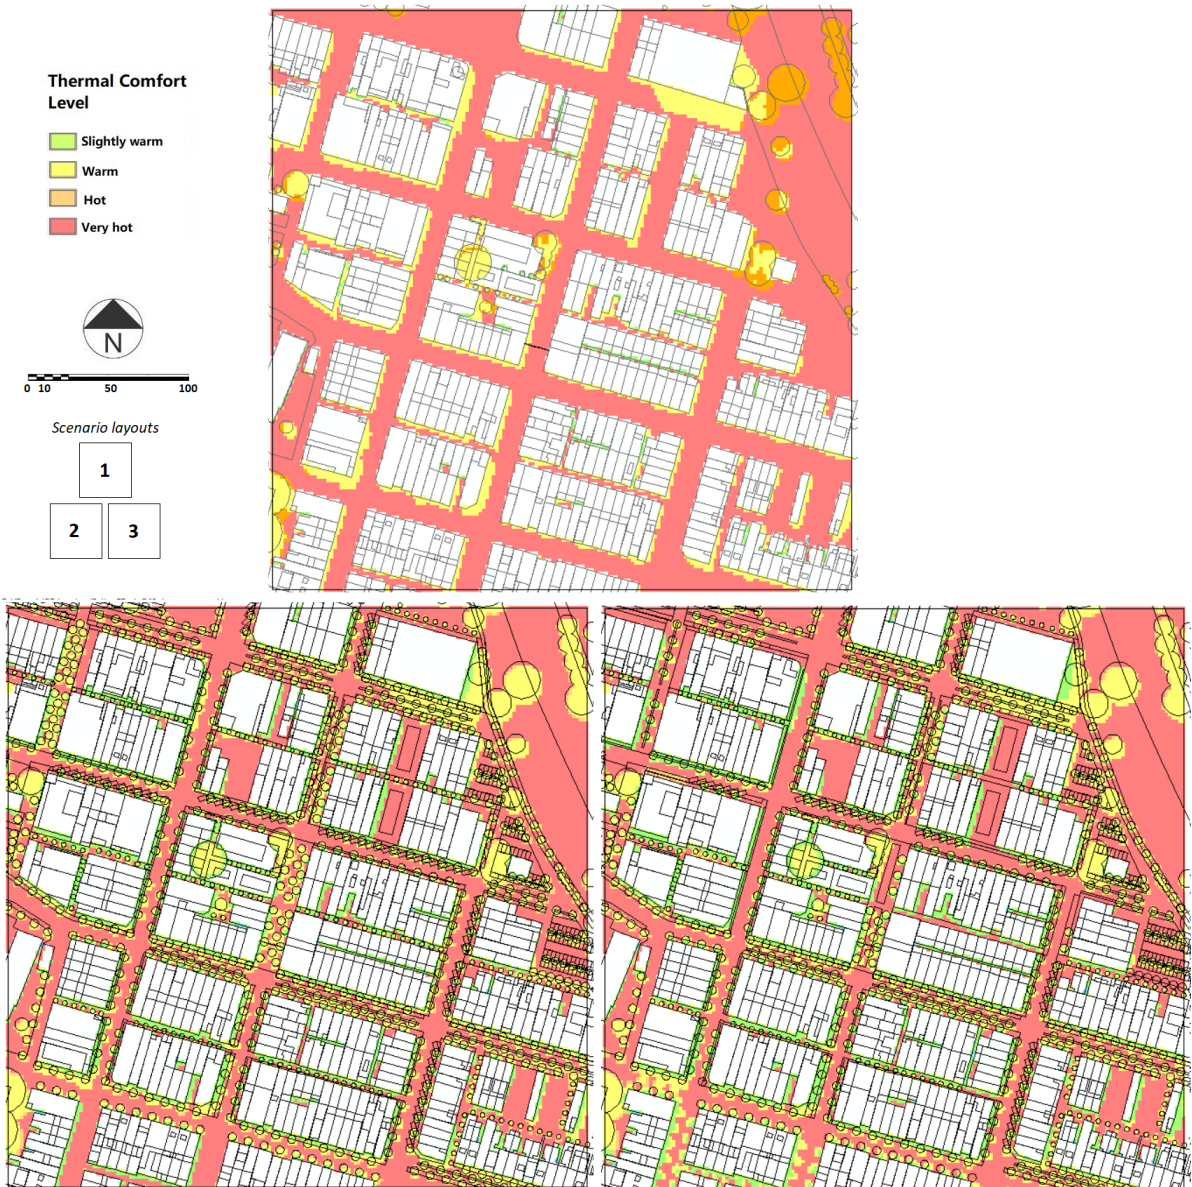 Thermal Comfort
Level
Slightly warm
Warm
Hot
Very hot
N
0 10 50 100
Scenario layouts
1
2 3